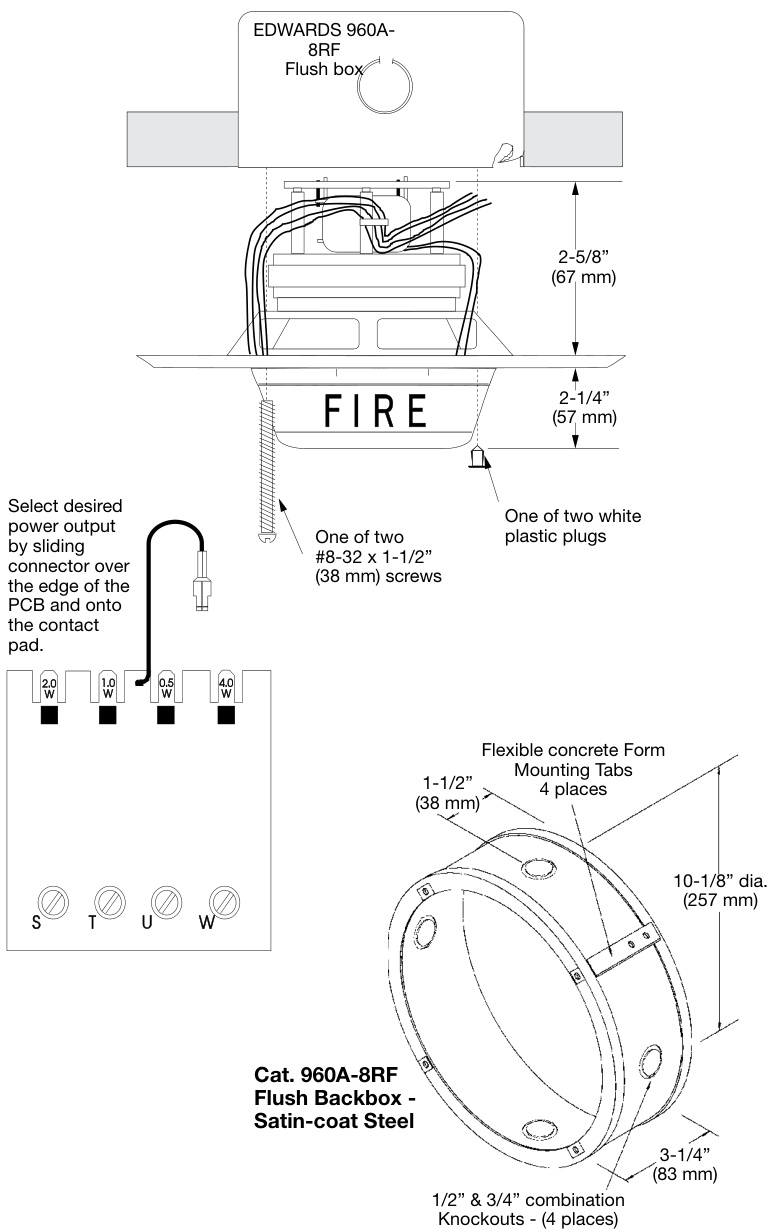 EDWARDS 960A-
8RF
Flush box
2-5/8”
(67 mm)
2-1/4”
(57 mm)
FIRE
One of two white
plastic plugs
One of two
#8-32 x 1-1/2”
(38 mm) screws
Select desired
power output
by sliding
connector over
the edge of the
PCB and onto
the contact
pad.
2.0
W
1.0
W
0.5
W
4.0
W
S
T
U
W
Flexible concrete Form
Mounting Tabs
4 places
1-1/2”
(38 mm)
10-1/8” dia.
(257 mm)
Cat. 960A-8RF
Flush Backbox -
Satin-coat Steel
3-1/4”
(83 mm)
1/2” & 3/4” combination
Knockouts - (4 places)